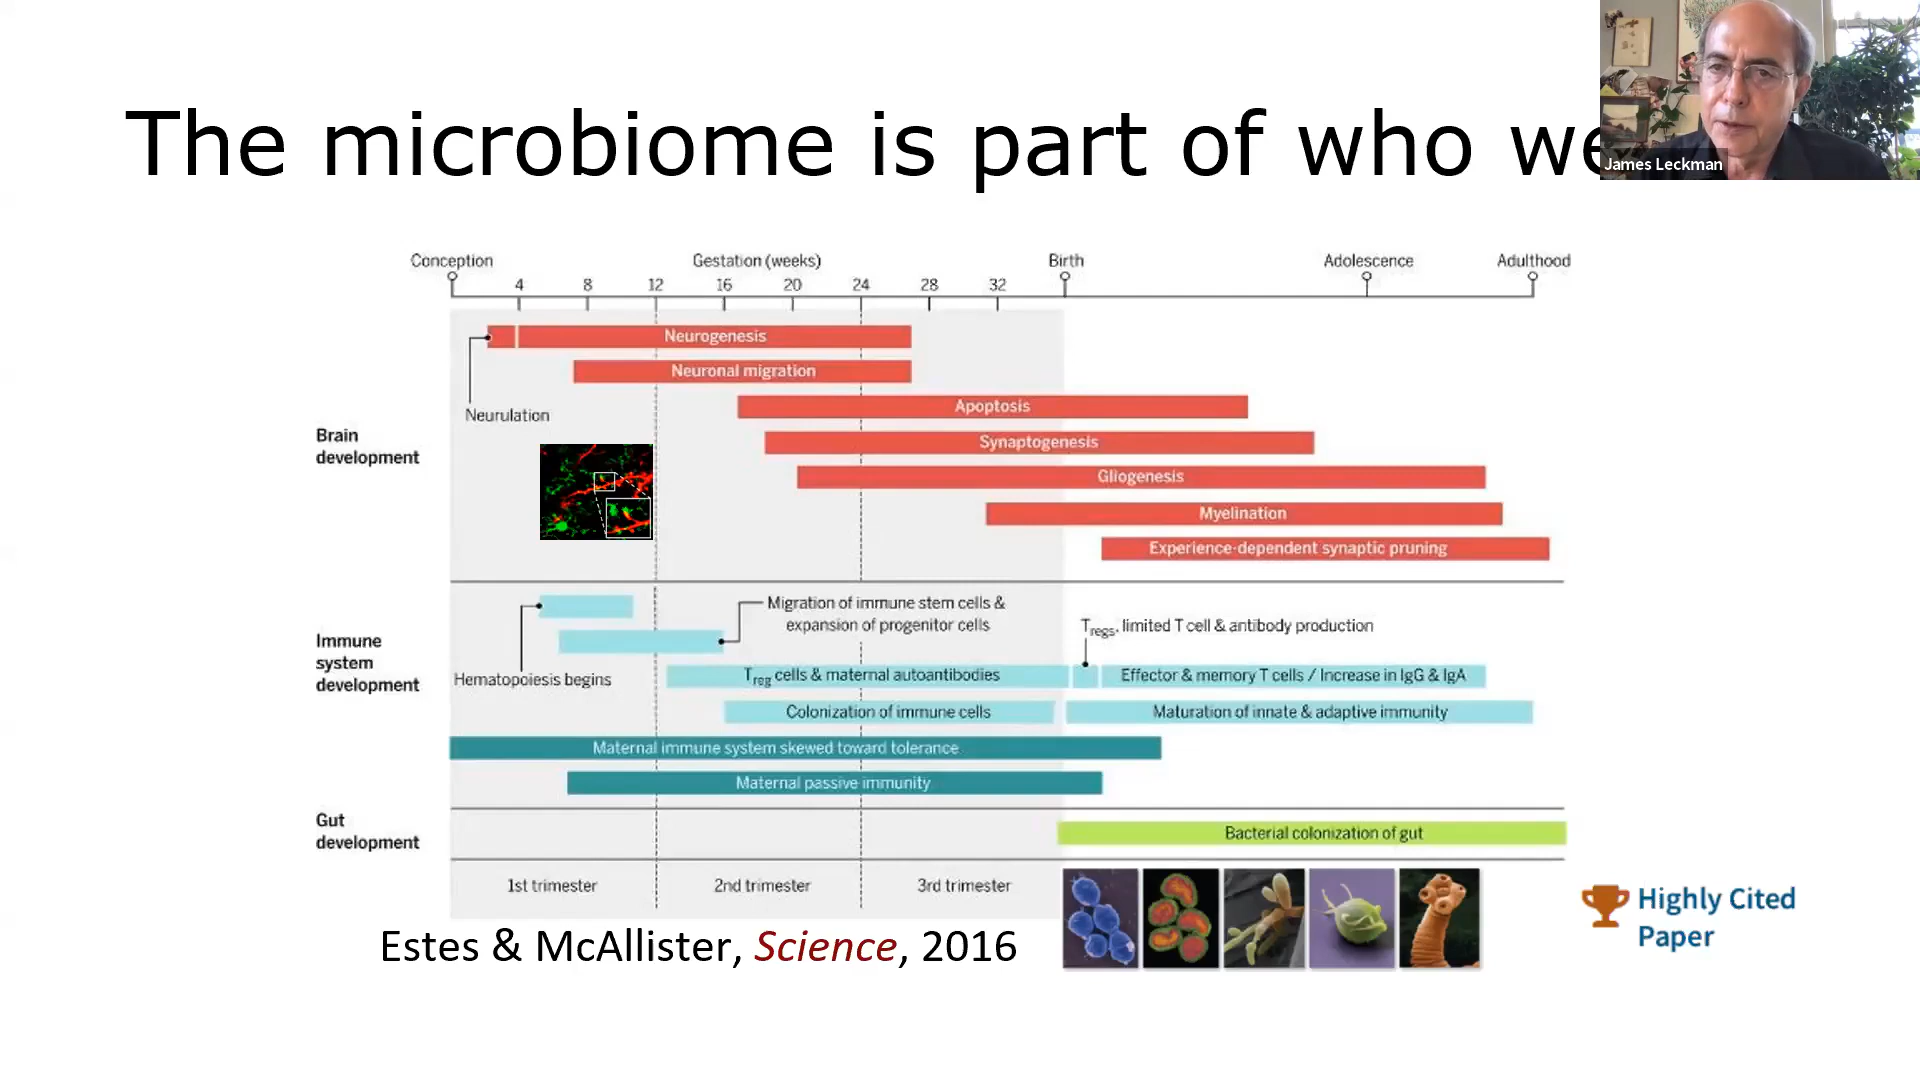 The microbiome is part of who we
James Leckman
Conception
Gestation (weeks)
Birth
Adolescence
Adulthood
4 8 12 16 20 24 28 32
Neurogenesis
Neuronal migration
Neurulation
Apoptosis
Brain
development
Synaptogenesis
Gliogenesis
Myelination
Experience-dependent synaptic pruning
Migration of immune stem cells &
expansion of progenitor cells
Tregs, limited T cell & antibody production
Immune
system
development
Hematopoiesis begins
Treg cells & maternal autoantibodies
Effector & memory T cells / Increase in IgG & IgA
Colonization of immune cells
Maturation of innate & adaptive immunity
Maternal immune system skewed toward tolerance
Maternal passive immunity
Gut
development
Bacterial colonization of gut
1st trimester
2nd trimester
3rd trimester
Estes & McAllister, Science, 2016
Highly Cited
Paper